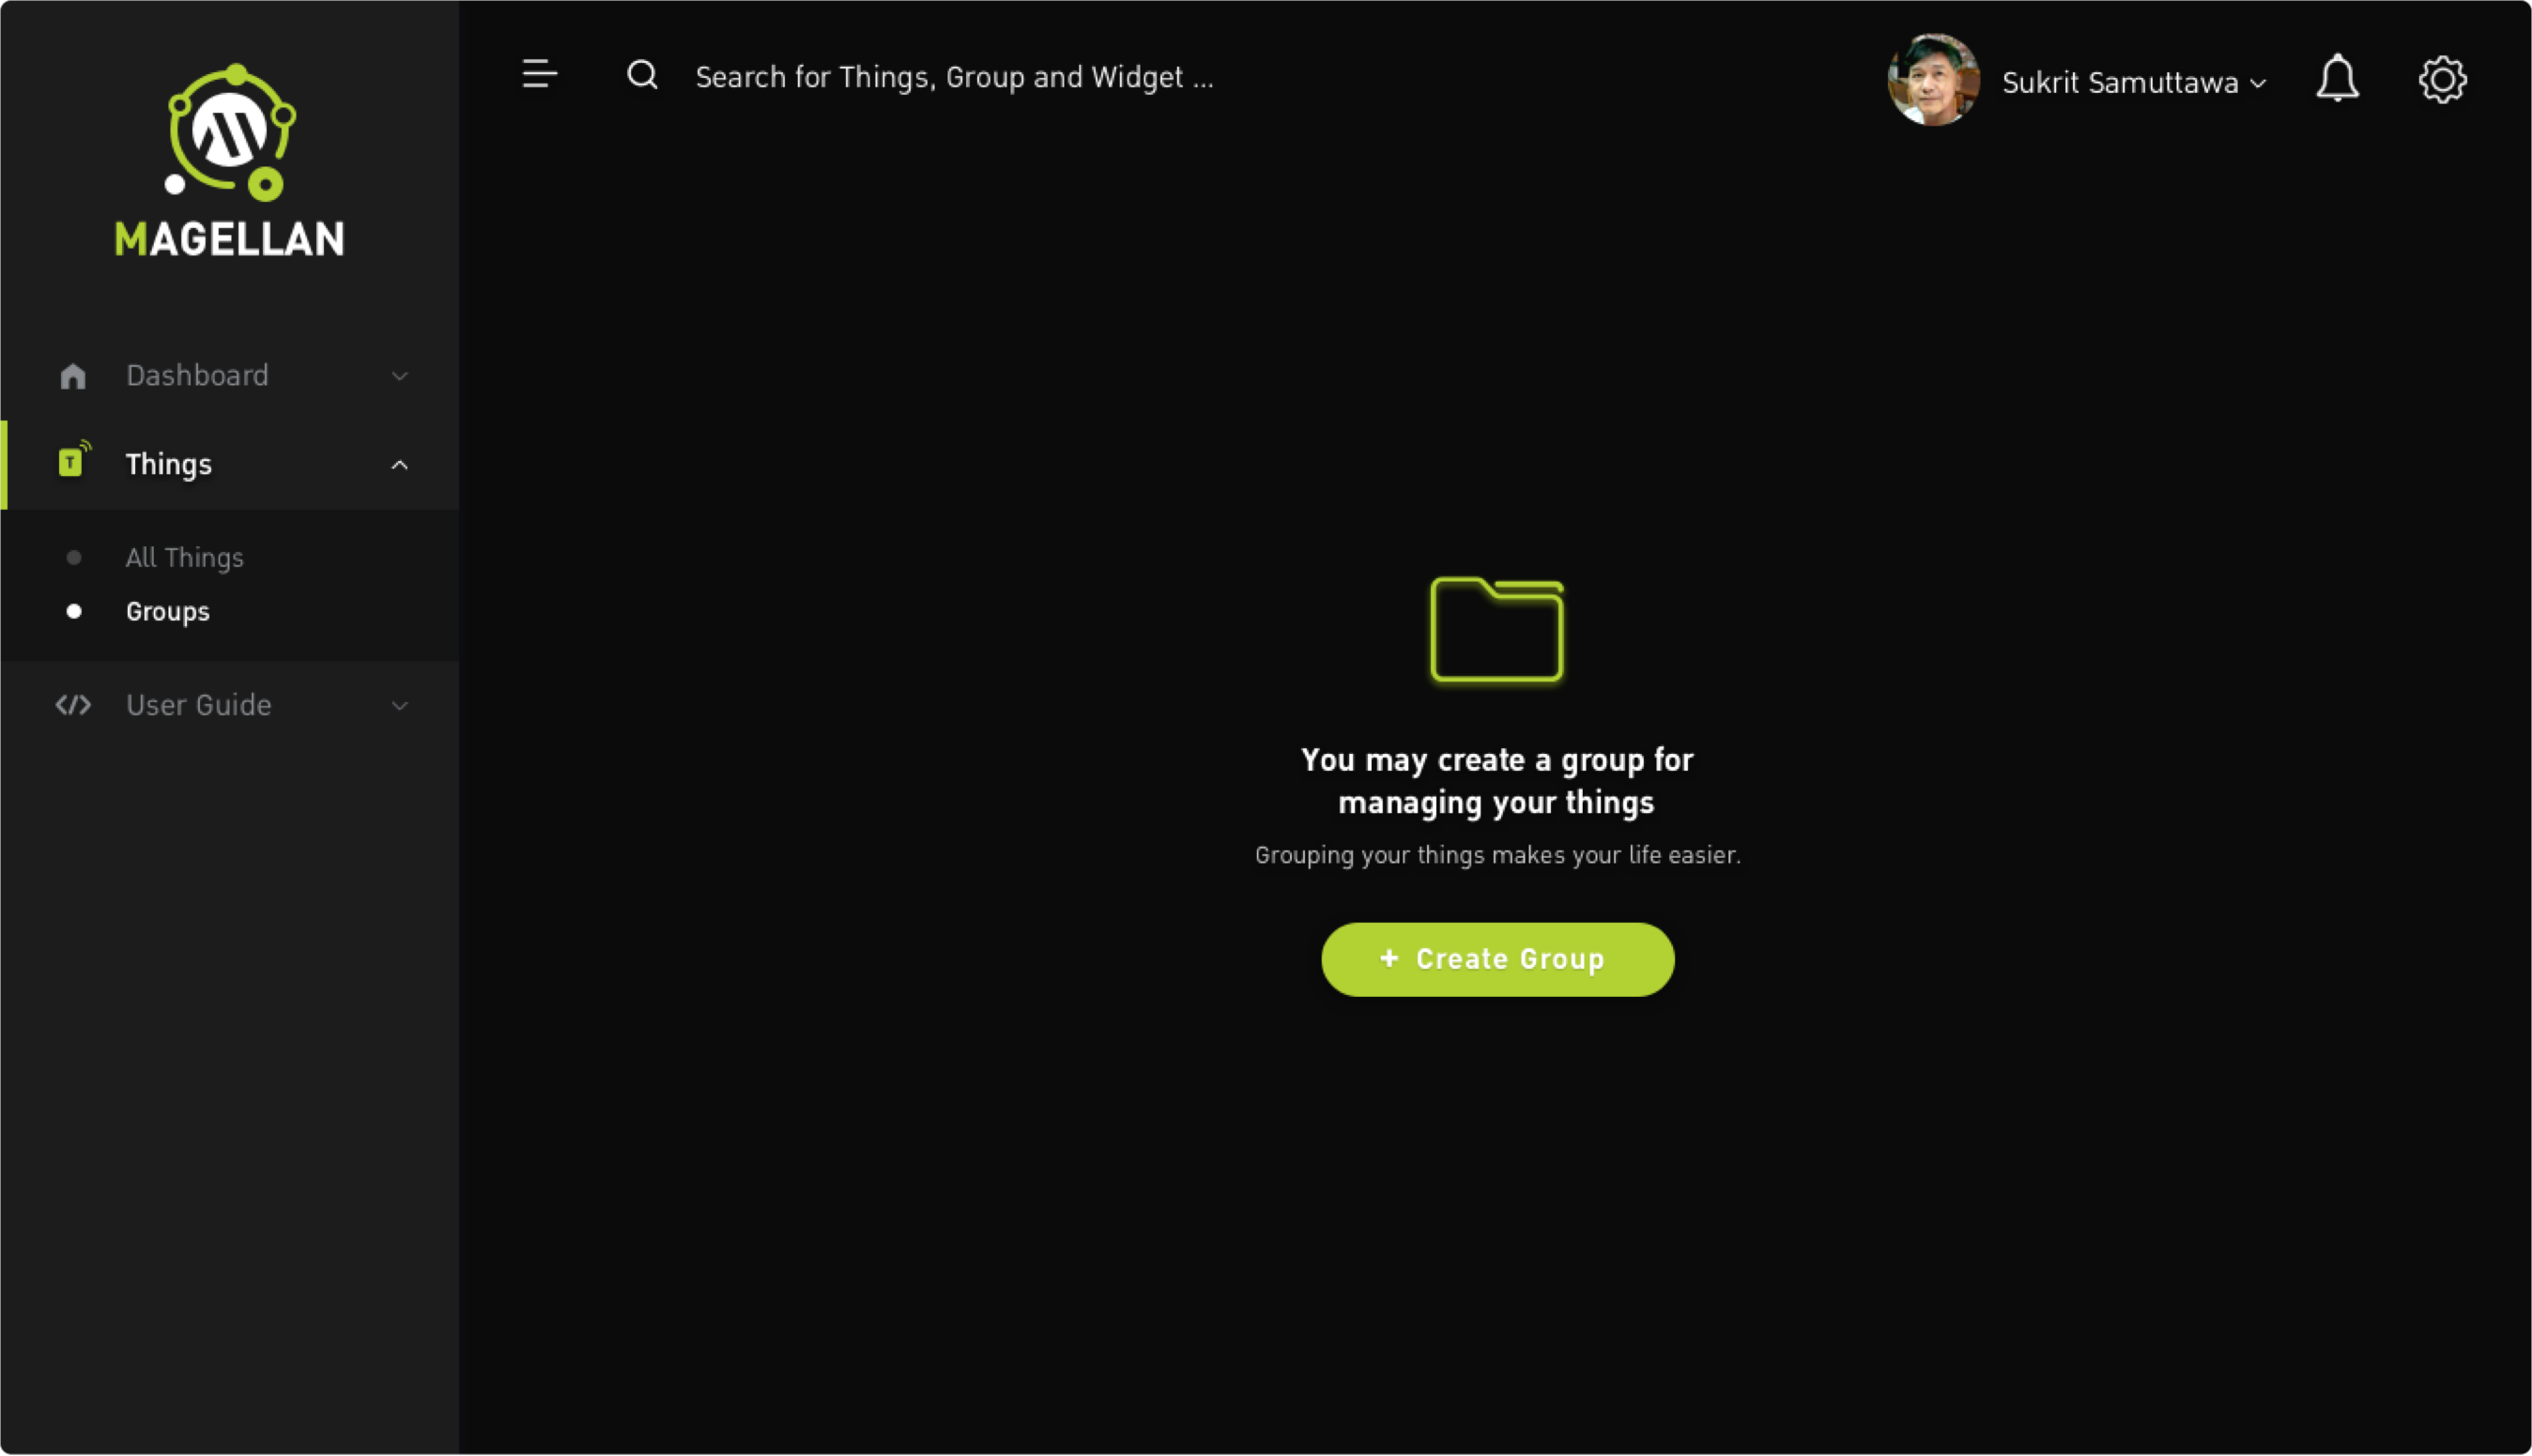 MAGELLAN
Dashboard
T
Things
All Things
Groups
User Guide
Search for Things, Group and Widget ...
Sukrit Samuttawa
You may create a group for
managing your things
Grouping your things makes your life easier.
+ Create Group